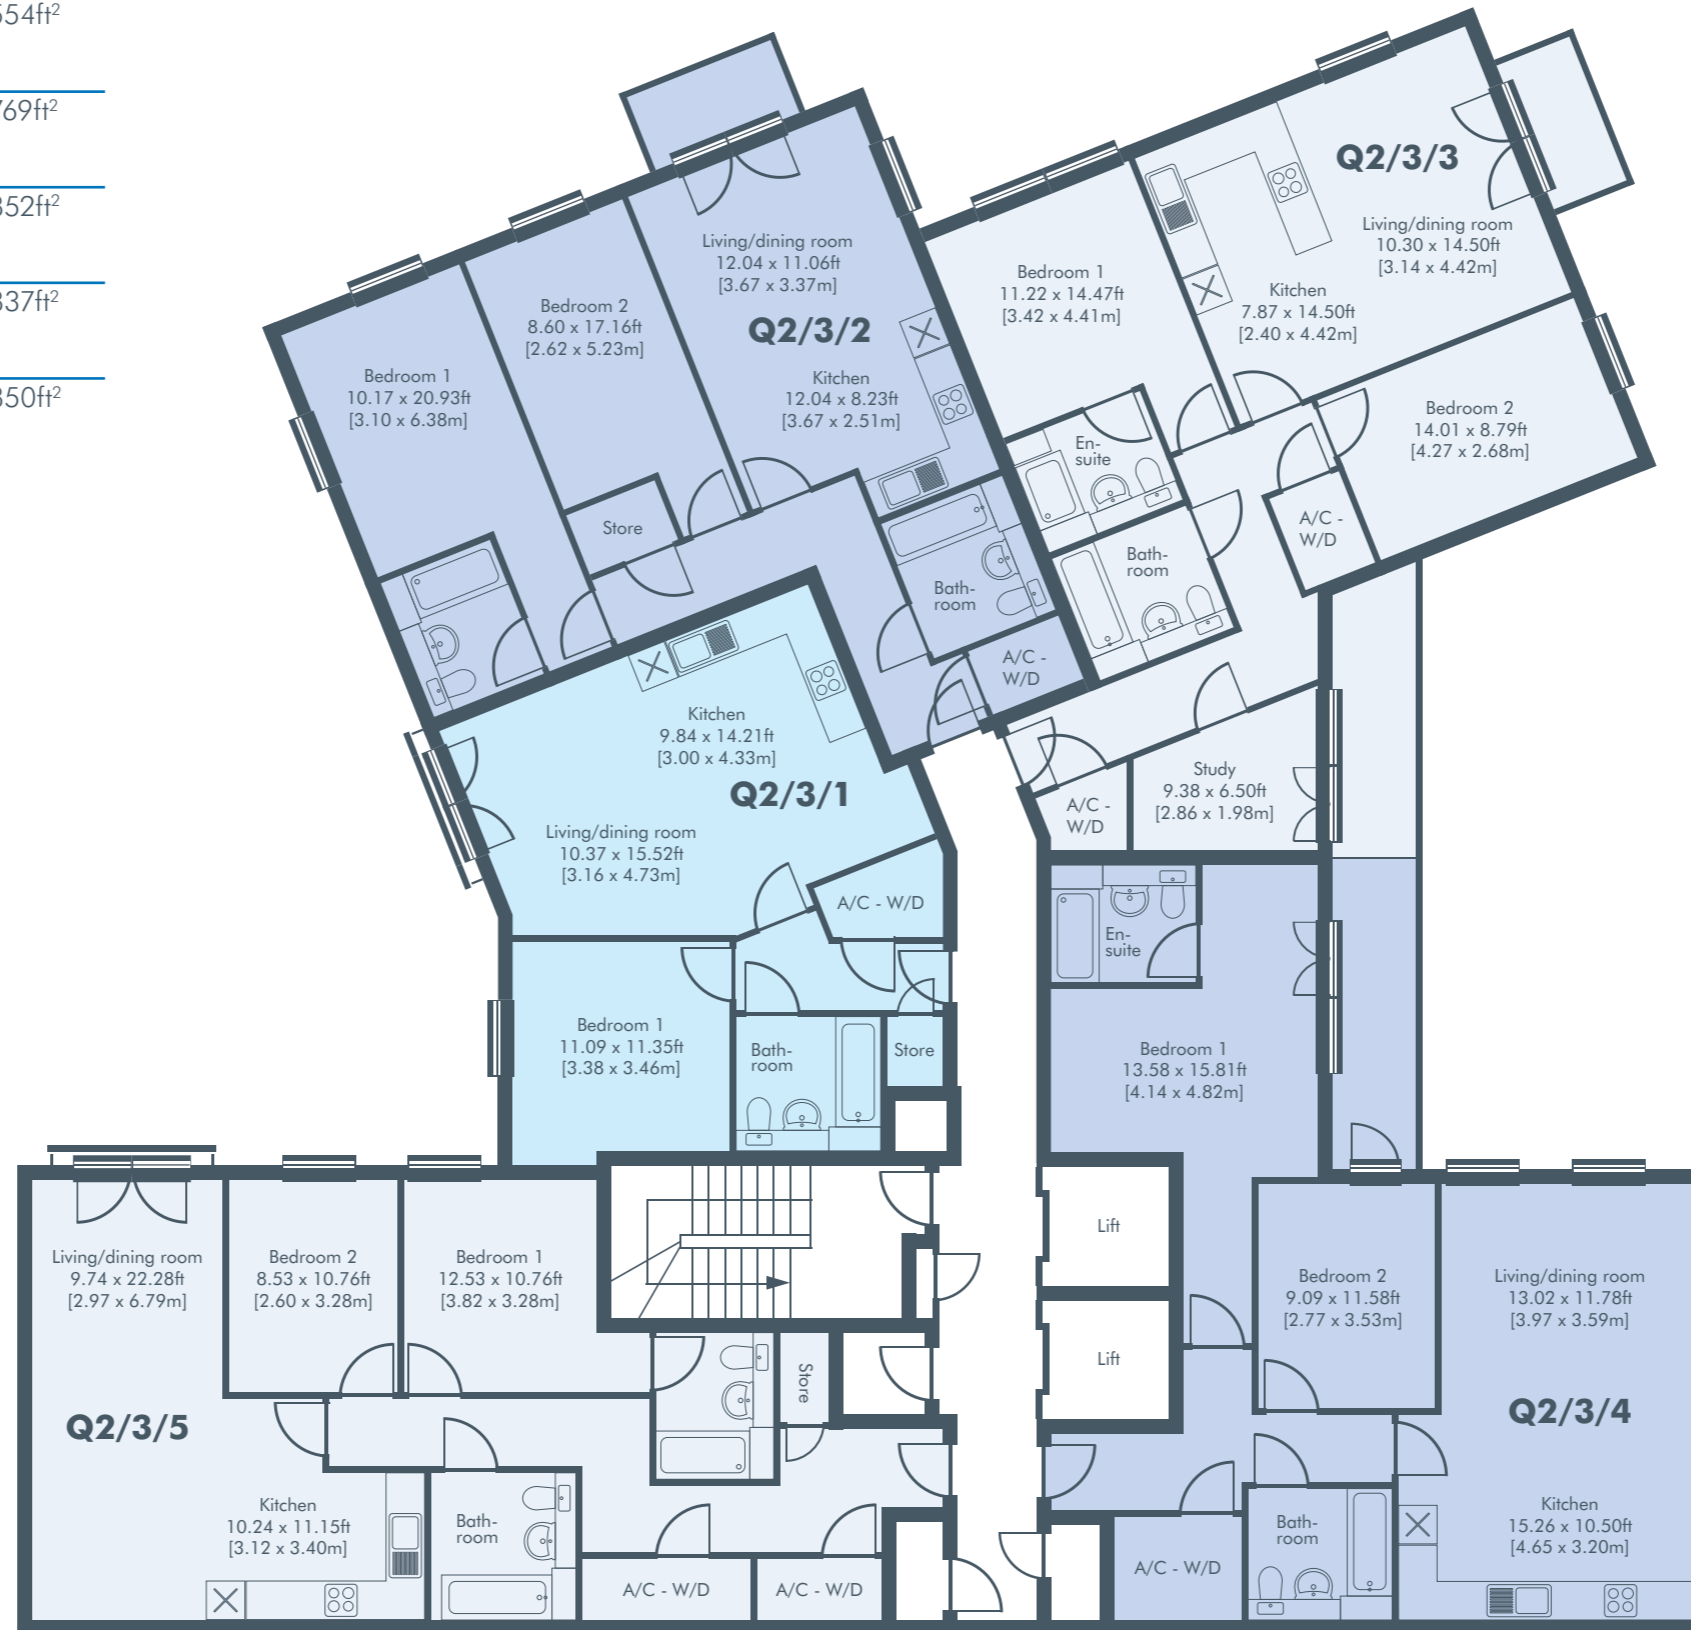 554ft²
769ft²
852ft²
837ft²
850ft²
Living/dining room
12.04 x 11.06ft
[3.67 x 3.37m]
Q2/3/2
Kitchen
12.04 x 8.23ft
[3.67 x 2.51m]
Bedroom 2
8.60 x 17.16ft
[2.62 x 5.23m]
Bedroom 1
10.17 x 20.93ft
[3.10 x 6.38m]
Store
Bath-
room
A/C -
W/D
Q2/3/3
Living/dining room
10.30 x 14.50ft
[3.14 x 4.42m]
Kitchen
7.87 x 14.50ft
[2.40 x 4.42m]
Bedroom 1
11.22 x 14.47ft
[3.42 x 4.41m]
Bedroom 2
14.01 x 8.79ft
[4.27 x 2.68m]
En-
suite
Bath-
room
A/C -
W/D
Study
9.38 x 6.50ft
[2.86 x 1.98m]
A/C -
W/D
Kitchen
9.84 x 14.21ft
[3.00 x 4.33m]
Q2/3/1
Living/dining room
10.37 x 15.52ft
[3.16 x 4.73m]
A/C - W/D
Bedroom 1
11.09 x 11.35ft
[3.38 x 3.46m]
Bath-
room
Store
En-
suite
Bedroom 1
13.58 x 15.81ft
[4.14 x 4.82m]
Lift
Lift
Bedroom 2
9.09 x 11.58ft
[2.77 x 3.53m]
Living/dining room
13.02 x 11.78ft
[3.97 x 3.59m]
Q2/3/4
Kitchen
15.26 x 10.50ft
[4.65 x 3.20m]
Bath-
room
A/C - W/D
Living/dining room
9.74 x 22.28ft
[2.97 x 6.79m]
Bedroom 2
8.53 x 10.76ft
[2.60 x 3.28m]
Bedroom 1
12.53 x 10.76ft
[3.82 x 3.28m]
Store
Q2/3/5
Kitchen
10.24 x 11.15ft
[3.12 x 3.40m]
Bath-
room
A/C - W/D
A/C - W/D